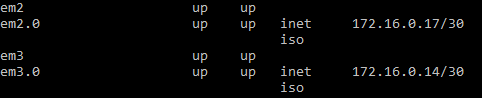 em2 up up
em2.0 up up inet 172.16.0.17/30
iso
em3 up up
em3.0 up up inet 172.16.0.14/30
iso